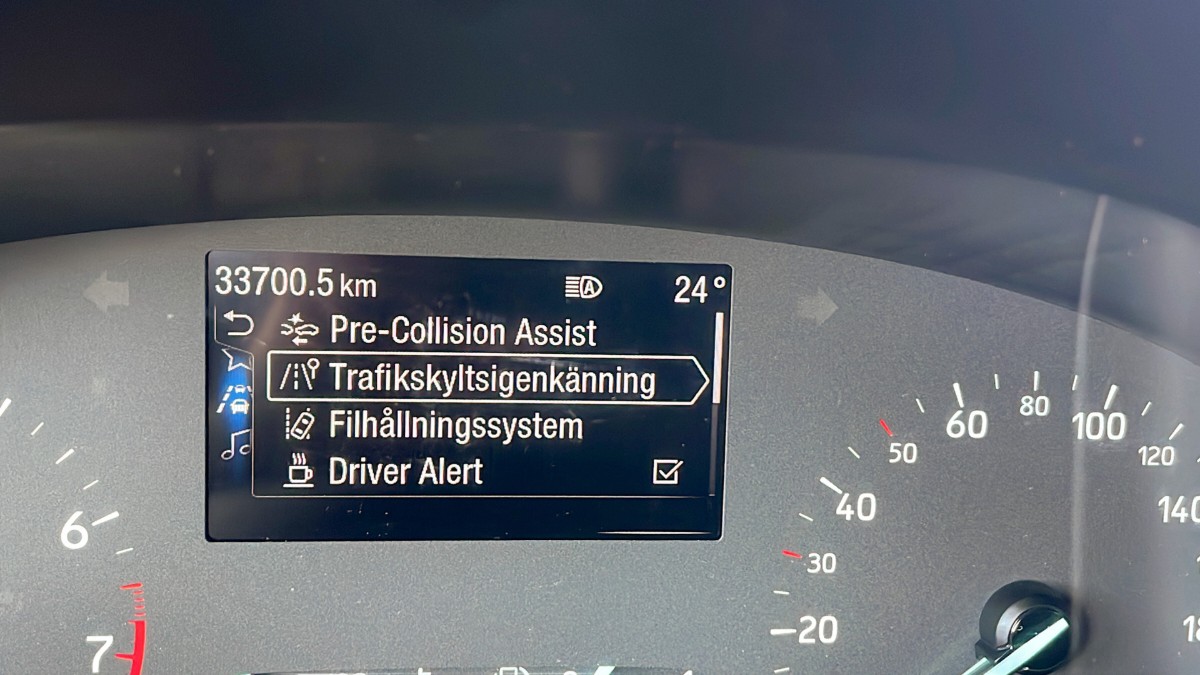 33700.5 km 24°
Pre-Collision Assist
Trafikskyltsigenkänning
Filhållningssystem
Driver Alert
6
7
20
30
40
50
60
80
100
120